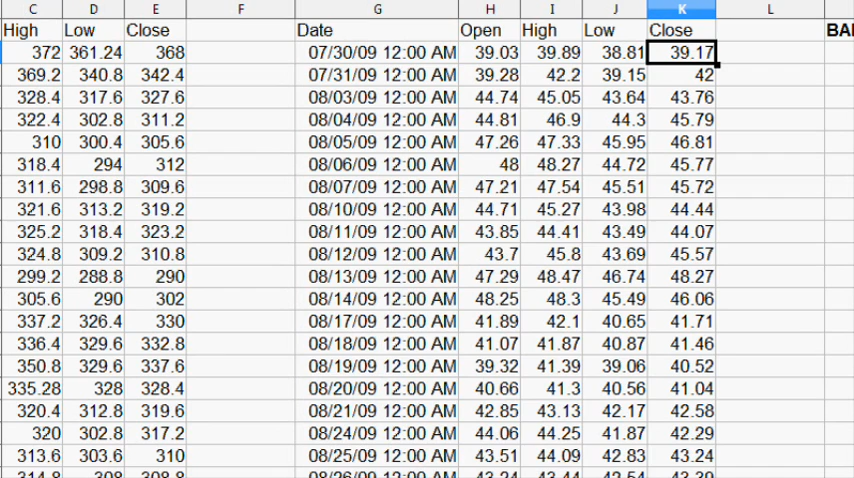 C D E F G H I J K L
High Low Close Date Open High Low Close BA
372 361.24 368 07/30/09 12:00 AM 39.03 39.89 38.81 39.17
369.2 340.8 342.4 07/31/09 12:00 AM 39.28 42.2 39.15 42
328.4 317.6 327.6 08/03/09 12:00 AM 44.74 45.05 43.64 43.76
322.4 302.8 311.2 08/04/09 12:00 AM 44.81 46.9 44.3 45.79
310 300.4 305.6 08/05/09 12:00 AM 47.26 47.33 45.95 46.81
318.4 294 312 08/06/09 12:00 AM 48 48.27 44.72 45.77
311.6 298.8 309.6 08/07/09 12:00 AM 47.21 47.54 45.51 45.72
321.6 313.2 319.2 08/10/09 12:00 AM 44.71 45.27 43.98 44.44
325.2 318.4 323.2 08/11/09 12:00 AM 43.85 44.41 43.49 44.07
324.8 309.2 310.8 08/12/09 12:00 AM 43.7 45.8 43.69 45.57
299.2 288.8 290 08/13/09 12:00 AM 47.29 48.47 46.74 48.27
305.6 290 302 08/14/09 12:00 AM 48.25 48.3 45.49 46.06
337.2 326.4 330 08/17/09 12:00 AM 41.89 42.1 40.65 41.71
336.4 329.6 332.8 08/18/09 12:00 AM 41.07 41.87 40.87 41.46
350.8 329.6 337.6 08/19/09 12:00 AM 39.32 41.39 39.06 40.52
335.28 328 328.4 08/20/09 12:00 AM 40.66 41.3 40.56 41.04
320.4 312.8 319.6 08/21/09 12:00 AM 42.85 43.13 42.17 42.58
320 302.8 317.2 08/24/09 12:00 AM 44.06 44.25 41.87 42.29
313.6 303.6 310 08/25/09 12:00 AM 43.51 44.09 42.83 43.24
314.8 308 308.8 08/26/09 12:00 AM 43.24 44.44 42.54 43.39